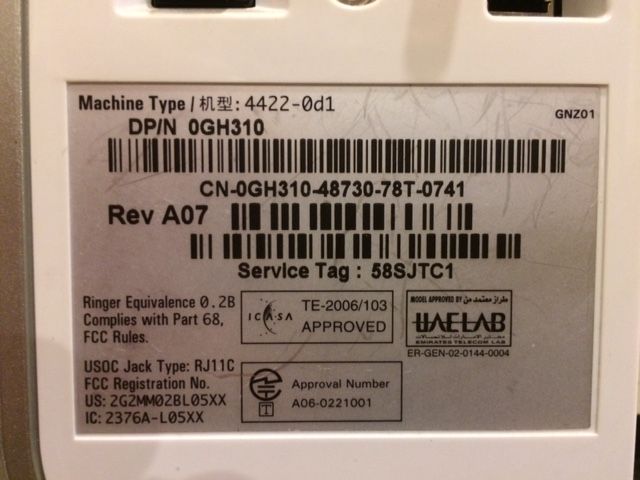 Machine Type / 机型: 4422-0d1
GNZ01
DP/N 0GH310
CN-0GH310-48730-78T-0741
Rev A07
Service Tag : 58SJTC1
Ringer Equivalence 0.2B
Complies with Part 68,
FCC Rules.
USOC Jack Type: RJ11C
FCC Registration No.
US: 2G2MM02BL05XX
IC: 2376A-L05XX
ICASA
TE-2006/103
APPROVED
T
Approval Number
A06-0221001
MODEL APPROVED BY طراز معتمد من
UAELAB
EMIRATES TELECOM LAB
ER-GEN-02-0144-0004